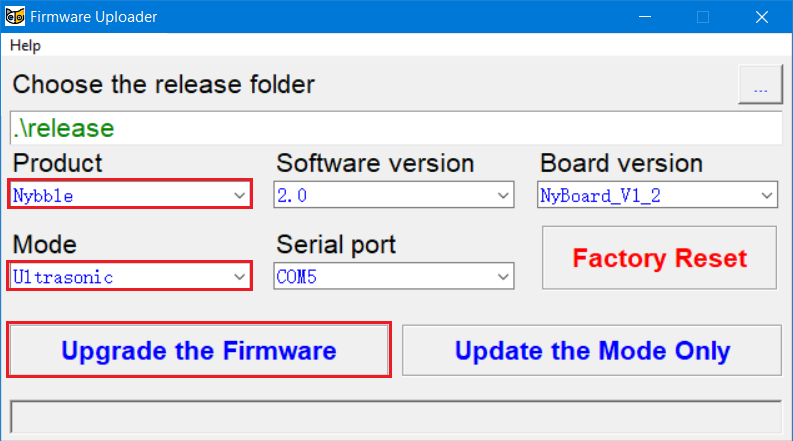 Firmware Uploader
Help
Choose the release folder
...
.\release
Product
Software version
Board version
Nybble
2.0
NyBoard_V1_2
Mode
Serial port
Factory Reset
Ultrasonic
COM5
Upgrade the Firmware
Update the Mode Only